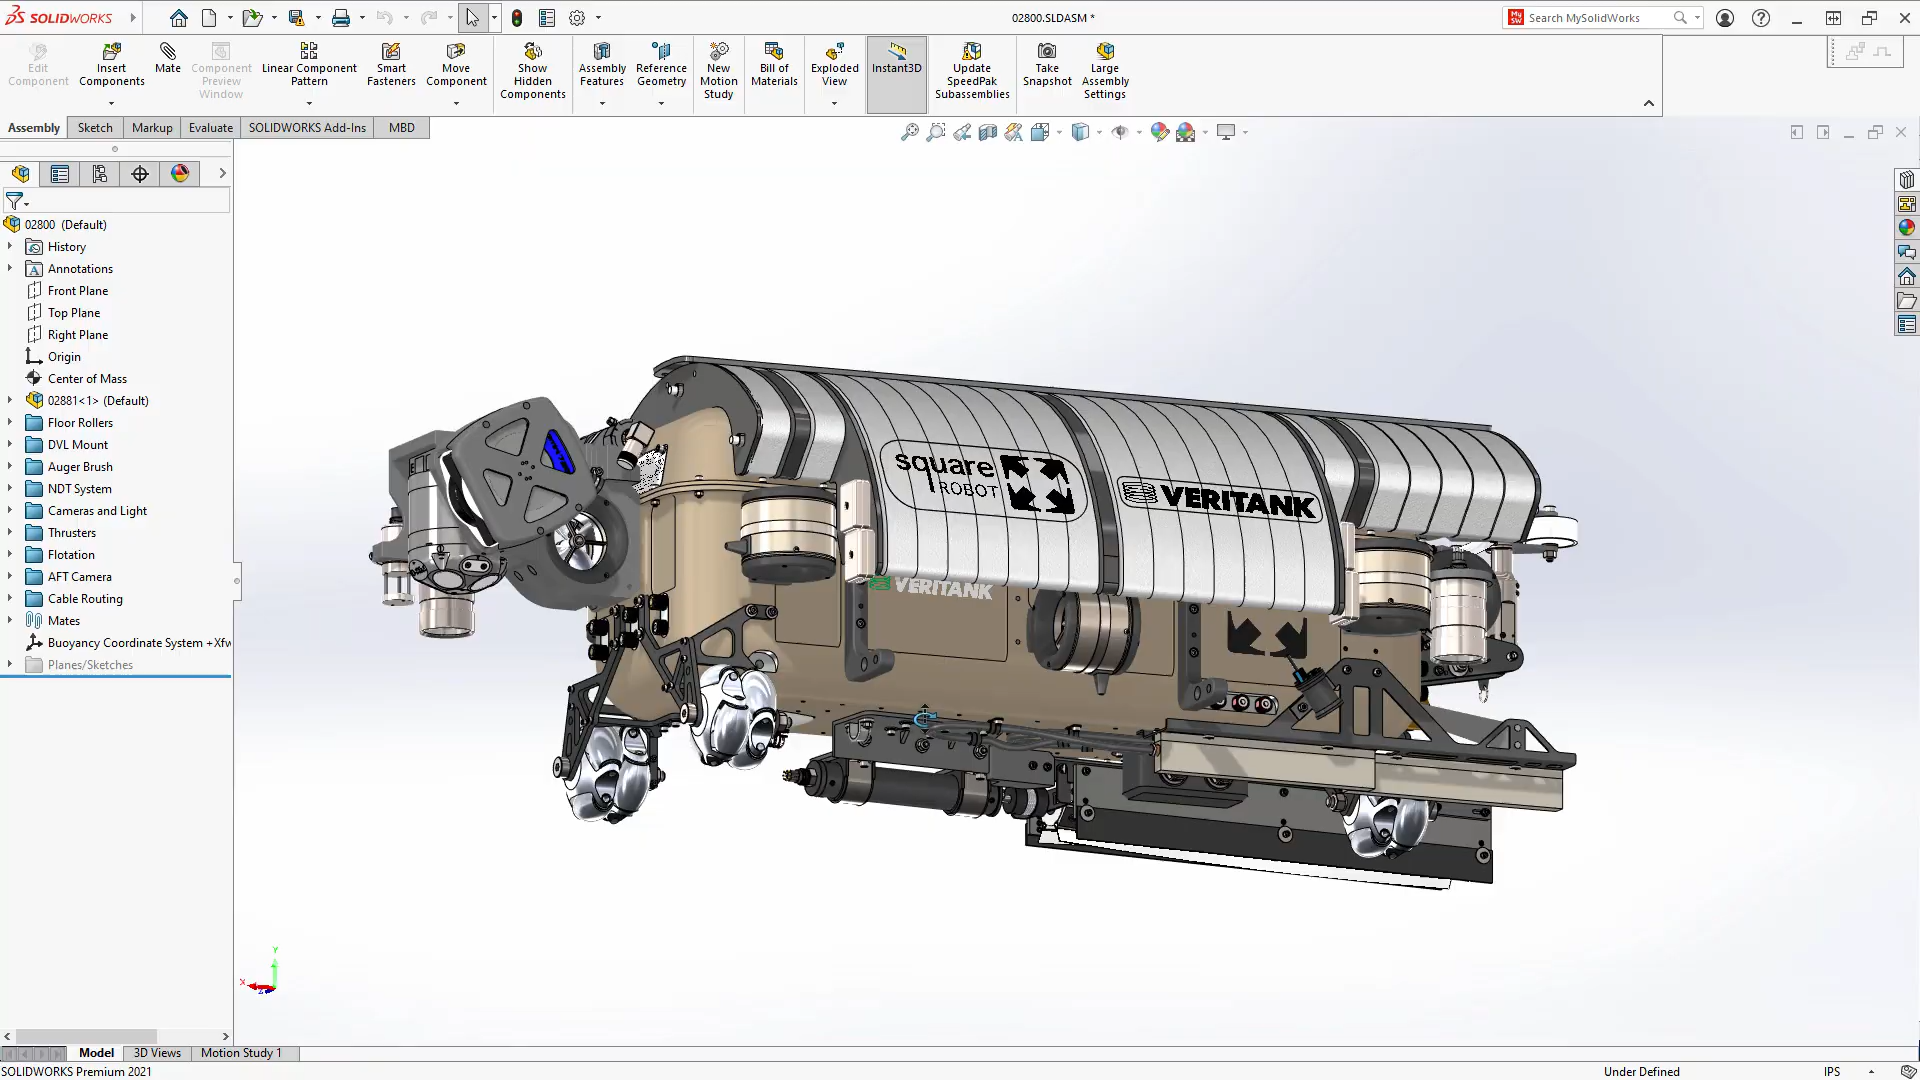 SOLIDWORKS
02800.SLDASM *
Search MySolidWorks
Edit
Component
Insert
Components
Mate
Component
Preview
Window
Linear Component
Pattern
Smart
Fasteners
Move
Component
Show
Hidden
Components
Assembly
Features
Reference
Geometry
New
Motion
Study
Bill of
Materials
Exploded
View
Instant3D
Update
SpeedPak
Subassemblies
Take
Snapshot
Large
Assembly
Settings
Assembly
Sketch
Markup
Evaluate
SOLIDWORKS Add-Ins
MBD
02800 (Default)
History
Annotations
Front Plane
Top Plane
Right Plane
Origin
Center of Mass
02881<1> (Default)
Floor Rollers
DVL Mount
Auger Brush
NDT System
Cameras and Light
Thrusters
Flotation
AFT Camera
Cable Routing
Mates
Buoyancy Coordinate System +Xfw
Planes/Sketches
square
ROBOT
VERITANK
VERITANK
Y
X
Z
Model
3D Views
Motion Study 1
SOLIDWORKS Premium 2021
Under Defined
IPS